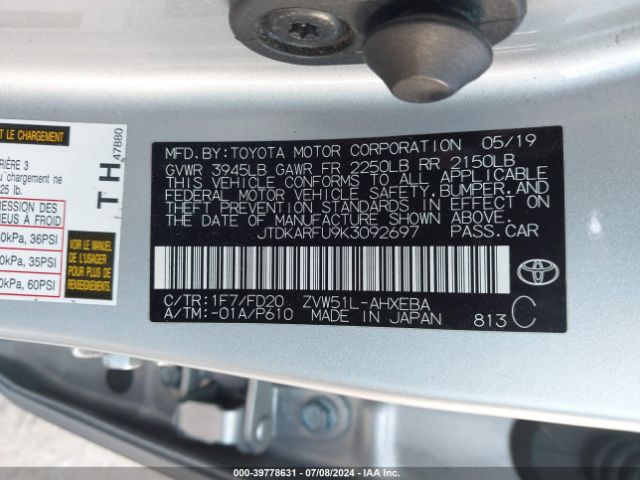 T LE CHARGEMENT
RIÈRE 3
u chargement ne
25 lb.
RESSION DES
NEUS À FROID
0kPa, 36PSI
0kPa, 35PSI
0kPa, 60PSI
VOIR LE
MANUEL DU
PROPRIÉTAIRE
POUR PLUS DE
T H
47880
MFD. BY: TOYOTA MOTOR CORPORATION 05/19
GVWR 3945LB GAWR FR 2250LB RR 2150LB
THIS VEHICLE CONFORMS TO ALL APPLICABLE
FEDERAL MOTOR VEHICLE SAFETY, BUMPER, AND
THEFT PREVENTION STANDARDS IN EFFECT ON
THE DATE OF MANUFACTURE SHOWN ABOVE.
JTDKARFU9K3092697 PASS. CAR
TOYOTA
C/TR: 1F7/FD20 ZVW51L-AHXEBA
A/TM: -01A/P610 MADE IN JAPAN 813 C
000-39778631 - 07/08/2024 - IAA Inc.